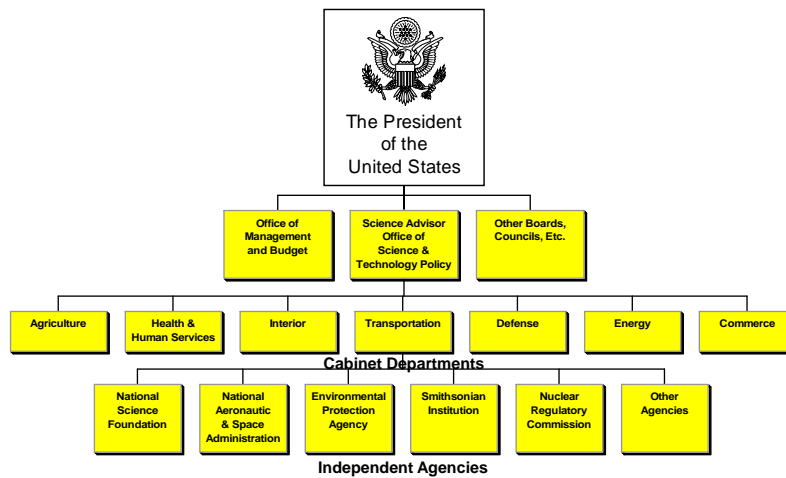 The President
of the
United States
Office of
Management
and Budget
Science Advisor
Office of
Science &
Technology Policy
Other Boards,
Councils, Etc.
Agriculture
Health &
Human Services
Interior
Transportation
Defense
Energy
Commerce
Cabinet Departments
National
Science
Foundation
National
Aeronautic
& Space
Administration
Environmental
Protection
Agency
Smithsonian
Institution
Nuclear
Regulatory
Commission
Other
Agencies
Independent Agencies